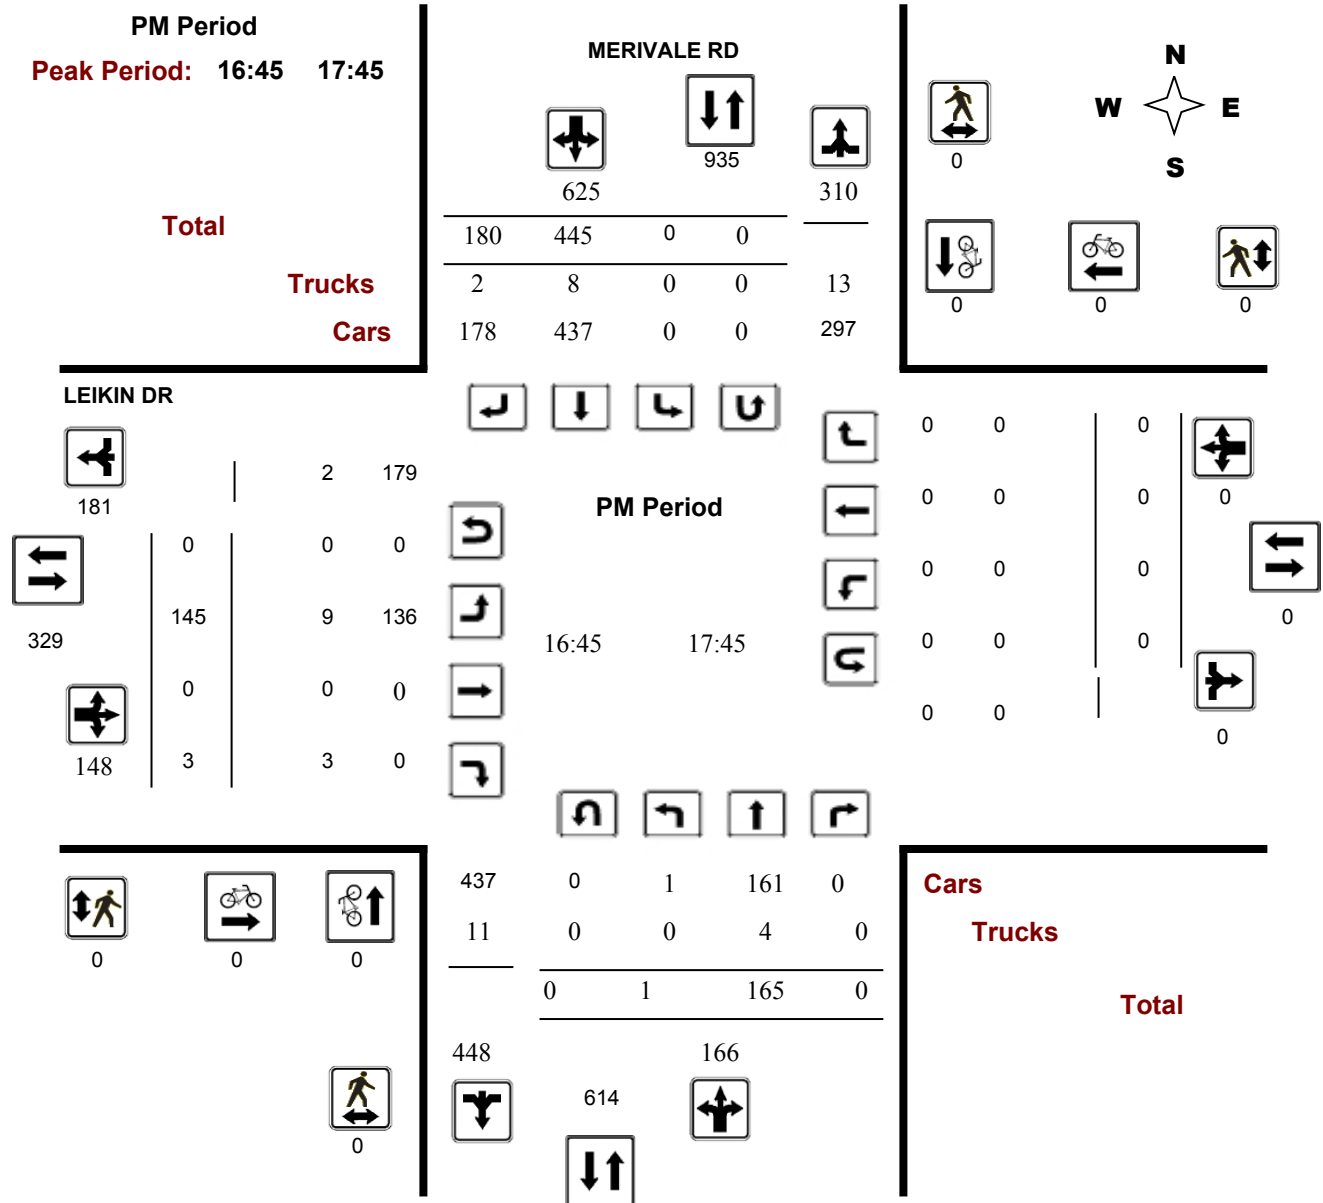 PM Period
Peak Period: 16:45 17:45
MERIVALE RD
N
W E
S
935
0
625
310
Total
180 445 0 0
Trucks
2 8 0 0 13
0 0 0
Cars
178 437 0 0 297
LEIKIN DR
0 0 0
2 179
181
PM Period
0 0 0 0
0 0 0
0 0 0
145 9 136
0
329
16:45 17:45
0 0 0
0 0 0
0 0
148
3 3 0
0
437 0 1 161 0
Cars
11 0 0 4 0
Trucks
0 0 0
0 1 165 0
Total
448 166
614
0